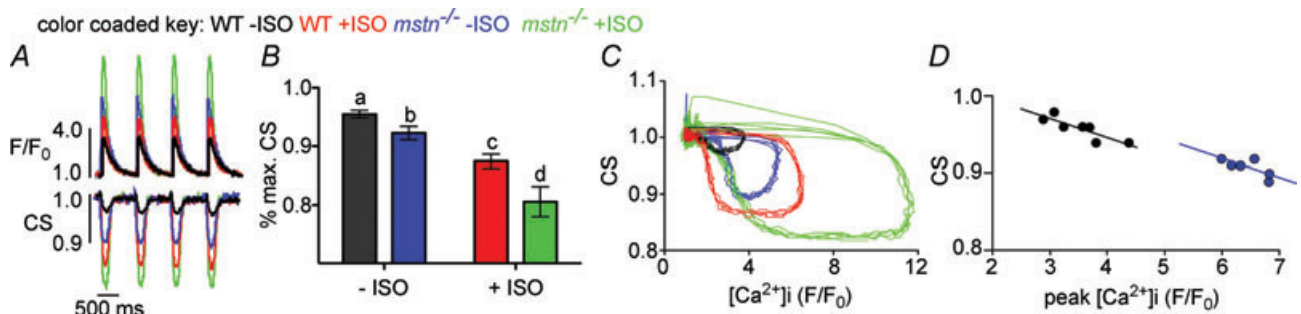 color coaded key: WT -ISO WT +ISO mstn-/- -ISO mstn-/- +ISO
A
F/F0
4.0
1.0
CS
1.0
0.9
500 ms
B
% max. CS
1.0
0.90
0.8
a
b
c
d
- ISO
+ ISO
C
CS
1.1
1.0
0.9
0.8
0
4
8
12
[Ca2+]i (F/F0)
D
CS
1.0
0.9
0.8
2
3
4
5
6
7
peak [Ca2+]i (F/F0)